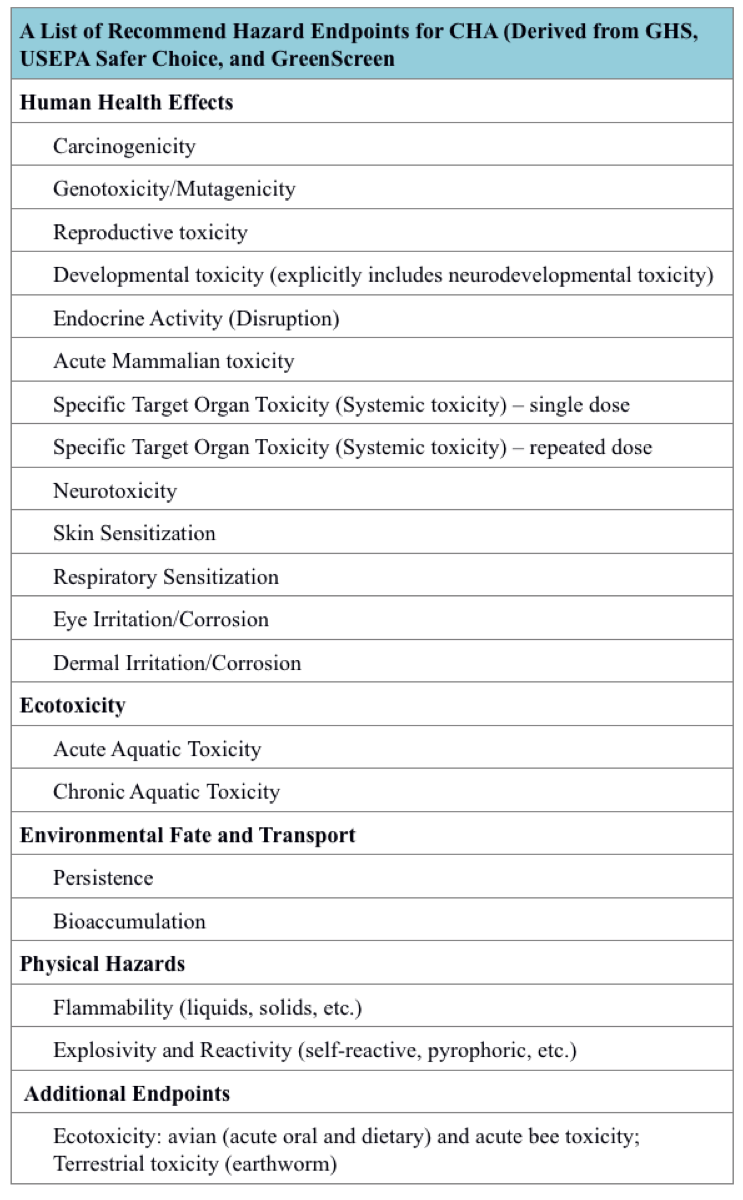 A List of Recommend Hazard Endpoints for CHA (Derived from GHS,
USEPA Safer Choice, and GreenScreen
Human Health Effects
Carcinogenicity
Genotoxicity/Mutagenicity
Reproductive toxicity
Developmental toxicity (explicitly includes neurodevelopmental toxicity)
Endocrine Activity (Disruption)
Acute Mammalian toxicity
Specific Target Organ Toxicity (Systemic toxicity) – single dose
Specific Target Organ Toxicity (Systemic toxicity) – repeated dose
Neurotoxicity
Skin Sensitization
Respiratory Sensitization
Eye Irritation/Corrosion
Dermal Irritation/Corrosion
Ecotoxicity
Acute Aquatic Toxicity
Chronic Aquatic Toxicity
Environmental Fate and Transport
Persistence
Bioaccumulation
Physical Hazards
Flammability (liquids, solids, etc.)
Explosivity and Reactivity (self-reactive, pyrophoric, etc.)
Additional Endpoints
Ecotoxicity: avian (acute oral and dietary) and acute bee toxicity;
Terrestrial toxicity (earthworm)